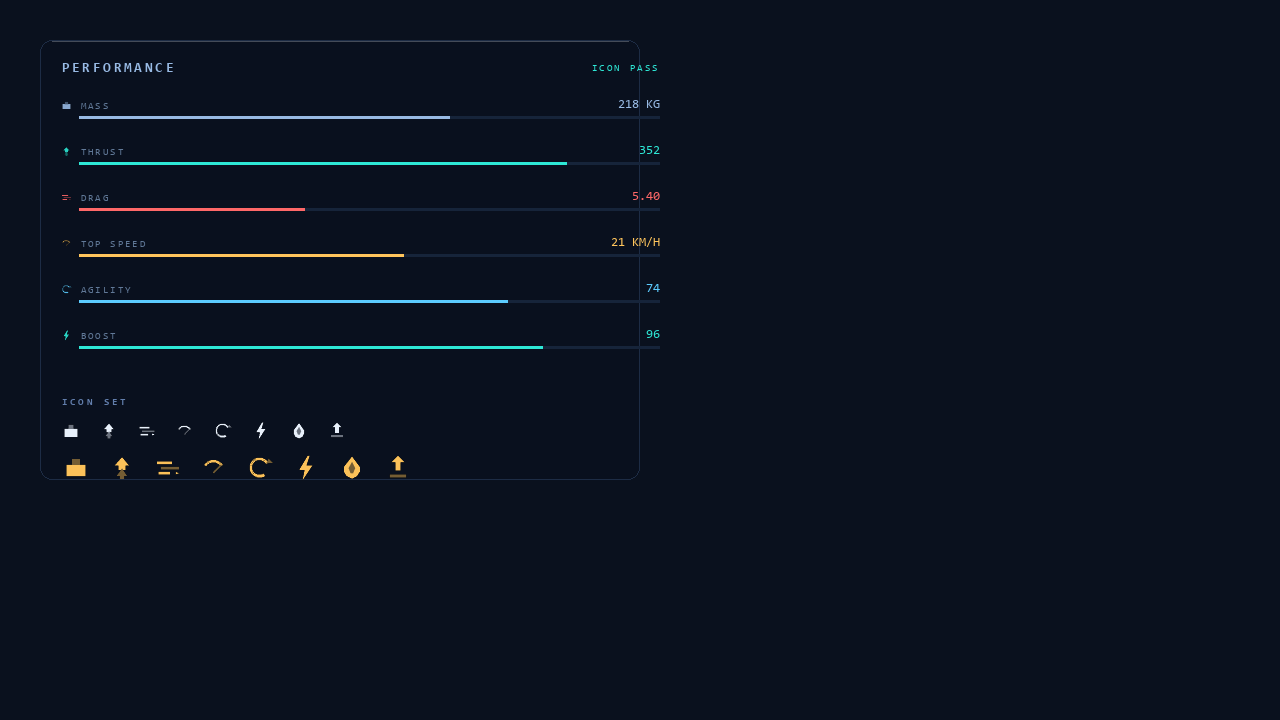 PERFORMANCE ICON PASS
MASS 218 KG
THRUST 352
DRAG 5.40
TOP SPEED 21 KM/H
AGILITY 74
BOOST 96
ICON SET